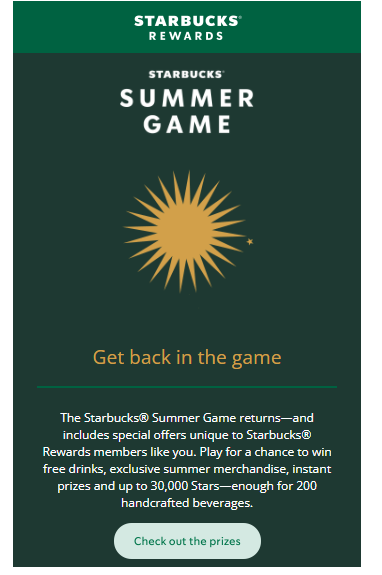 STARBUCKS®
REWARDS
STARBUCKS®
SUMMER
GAME
Get back in the game
The Starbucks® Summer Game returns—and
includes special offers unique to Starbucks®
Rewards members like you. Play for a chance to win
free drinks, exclusive summer merchandise, instant
prizes and up to 30,000 Stars—enough for 200
handcrafted beverages.
Check out the prizes